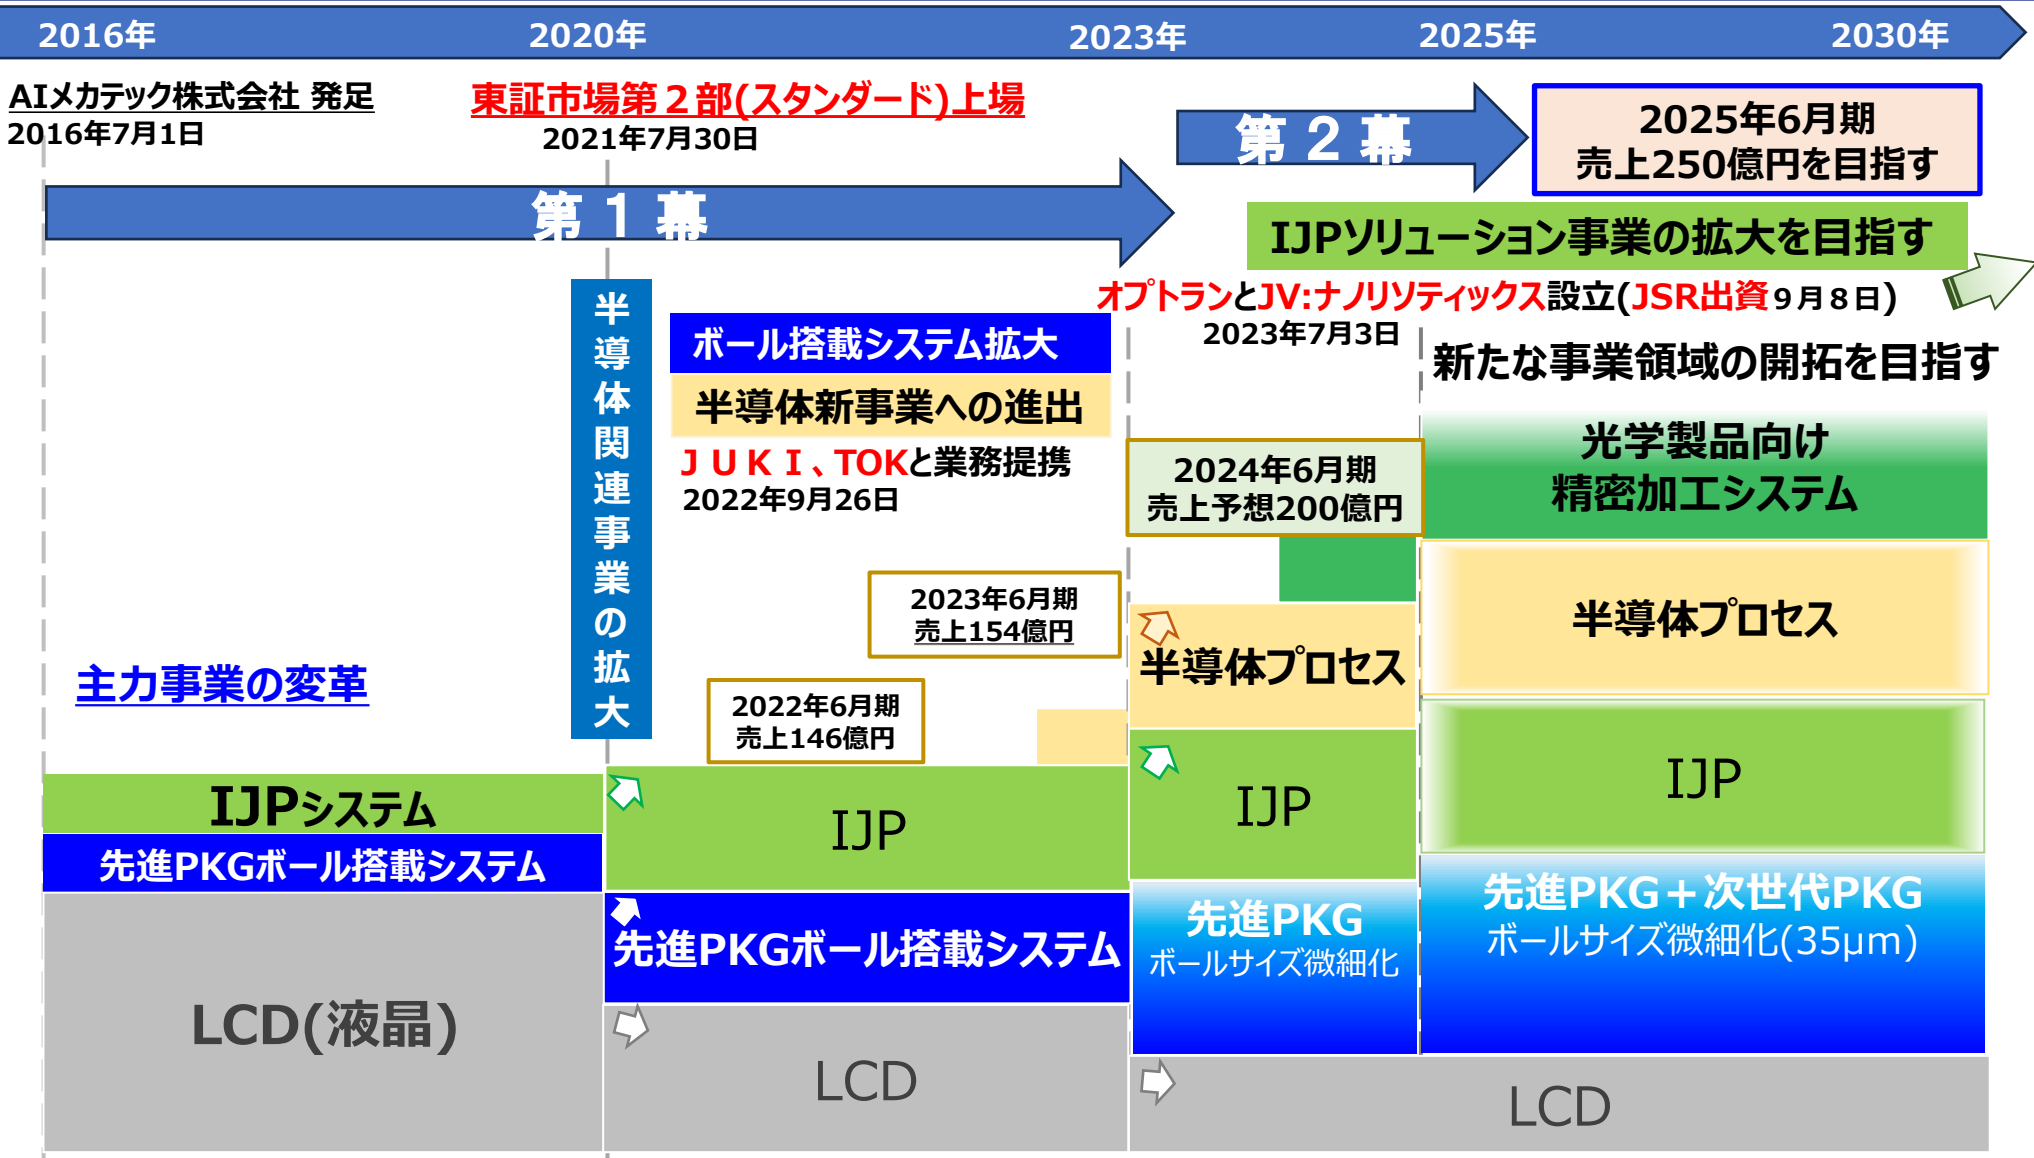 2016年
2020年
2023年
2025年
2030年
AIメカテック株式会社 発足
2016年7月1日
東証市場第２部(スタンダード)上場
2021年7月30日
第２幕
2025年6月期
売上250億円を目指す
第１幕
IJPソリューション事業の拡大を目指す
オプトランとJV:ナノリソティックス設立(JSR出資９月８日)
2023年7月3日
半導体関連事業の拡大
ボール搭載システム拡大
半導体新事業への進出
ＪＵＫＩ、TOKと業務提携
2022年9月26日
新たな事業領域の開拓を目指す
2024年6月期
売上予想200億円
光学製品向け
精密加工システム
2023年6月期
売上154億円
半導体プロセス
半導体プロセス
主力事業の変革
2022年6月期
売上146億円
IJPシステム
IJP
IJP
IJP
先進PKGボール搭載システム
先進PKGボール搭載システム
先進PKG
ボールサイズ微細化
先進PKG＋次世代PKG
ボールサイズ微細化(35μm)
LCD(液晶)
LCD
LCD